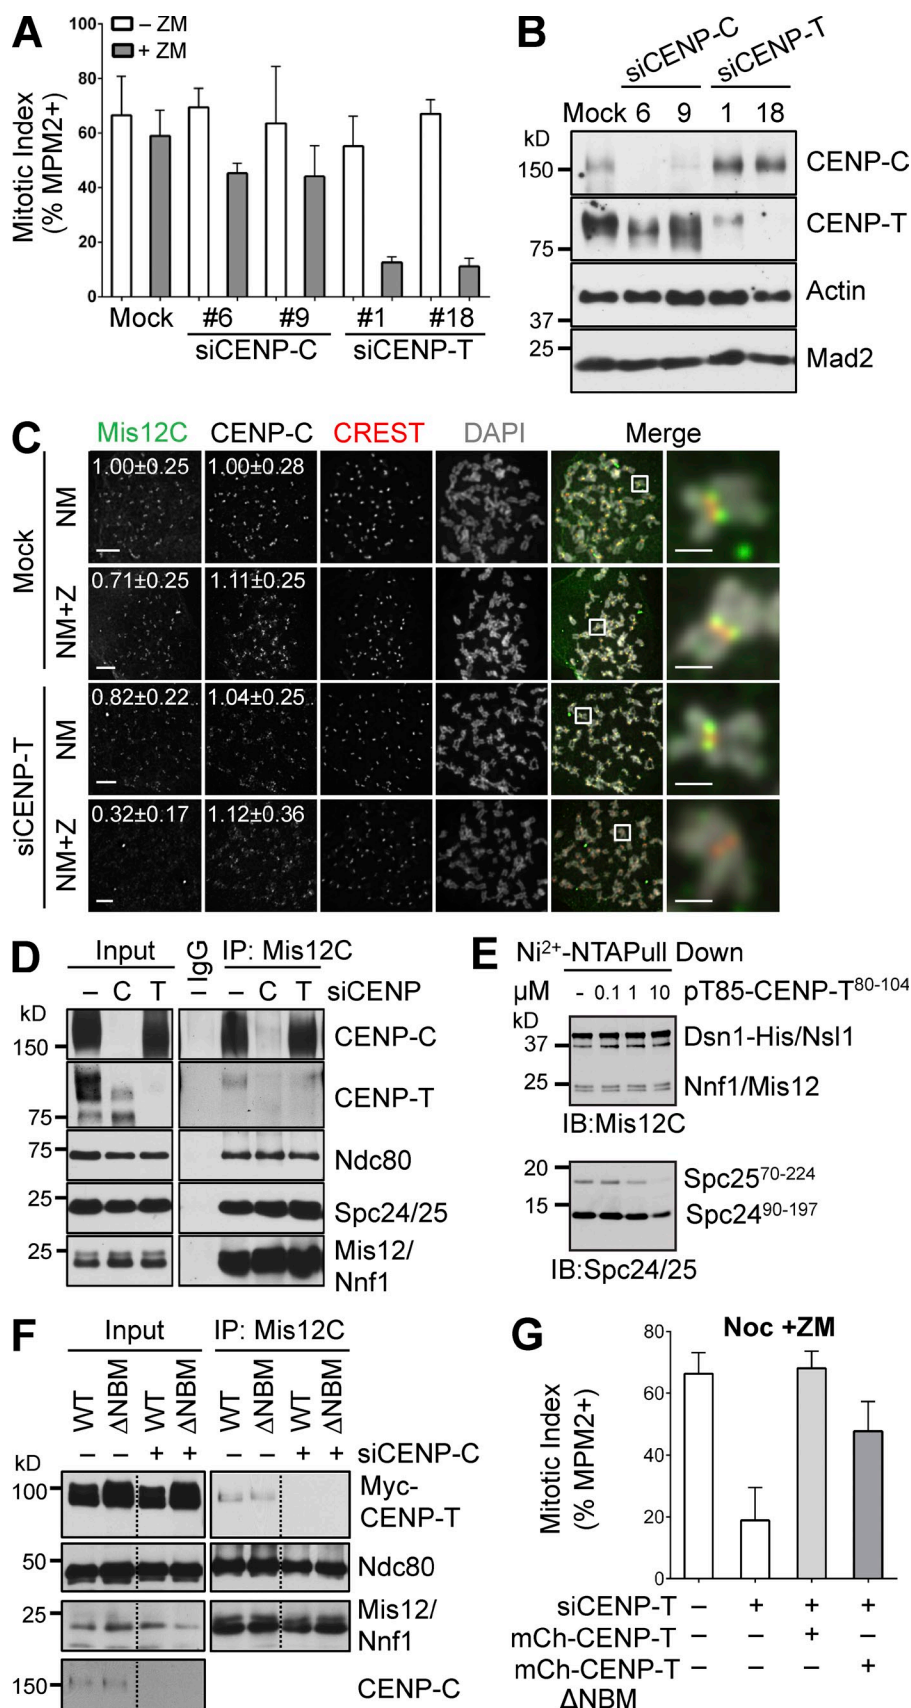 A
Mitotic Index
(% MPM2+)
100
80
60
40
20
0
– ZM
+ ZM
Mock #6 #9 #1 #18
siCENP-C siCENP-T
B
siCENP-C siCENP-T
Mock 6 9 1 18
kD
150 CENP-C
CENP-T
75
Actin
37
25
Mad2
C
Mis12C CENP-C CREST DAPI Merge
Mock
NM
1.00±0.25 1.00±0.28
NM+Z
0.71±0.25 1.11±0.25
siCENP-T
NM
0.82±0.22 1.04±0.25
NM+Z
0.32±0.17 1.12±0.36
D
Input IgG IP: Mis12C
– C T – – C T siCENP
kD
150 CENP-C
CENP-T
75
75 Ndc80
25 Spc24/25
25 Mis12/
Nnf1
E
Ni2+-NTAPull Down
µM - 0.1 1 10 pT85-CENP-T80-104
kD
37 Dsn1-His/Nsl1
25 Nnf1/Mis12
IB:Mis12C
20 Spc2570-224
15 Spc2490-197
IB:Spc24/25
F
Input IP: Mis12C
WT ΔNBM WT ΔNBM WT ΔNBM WT ΔNBM
– – + + – – + + siCENP-C
kD
100 Myc-
CENP-T
50 Ndc80
25 Mis12/
Nnf1
150 CENP-C
G
Noc +ZM
Mitotic Index
(% MPM2+)
80
60
40
20
0
siCENP-T – + + +
mCh-CENP-T – – + –
mCh-CENP-T – – – +
ΔNBM